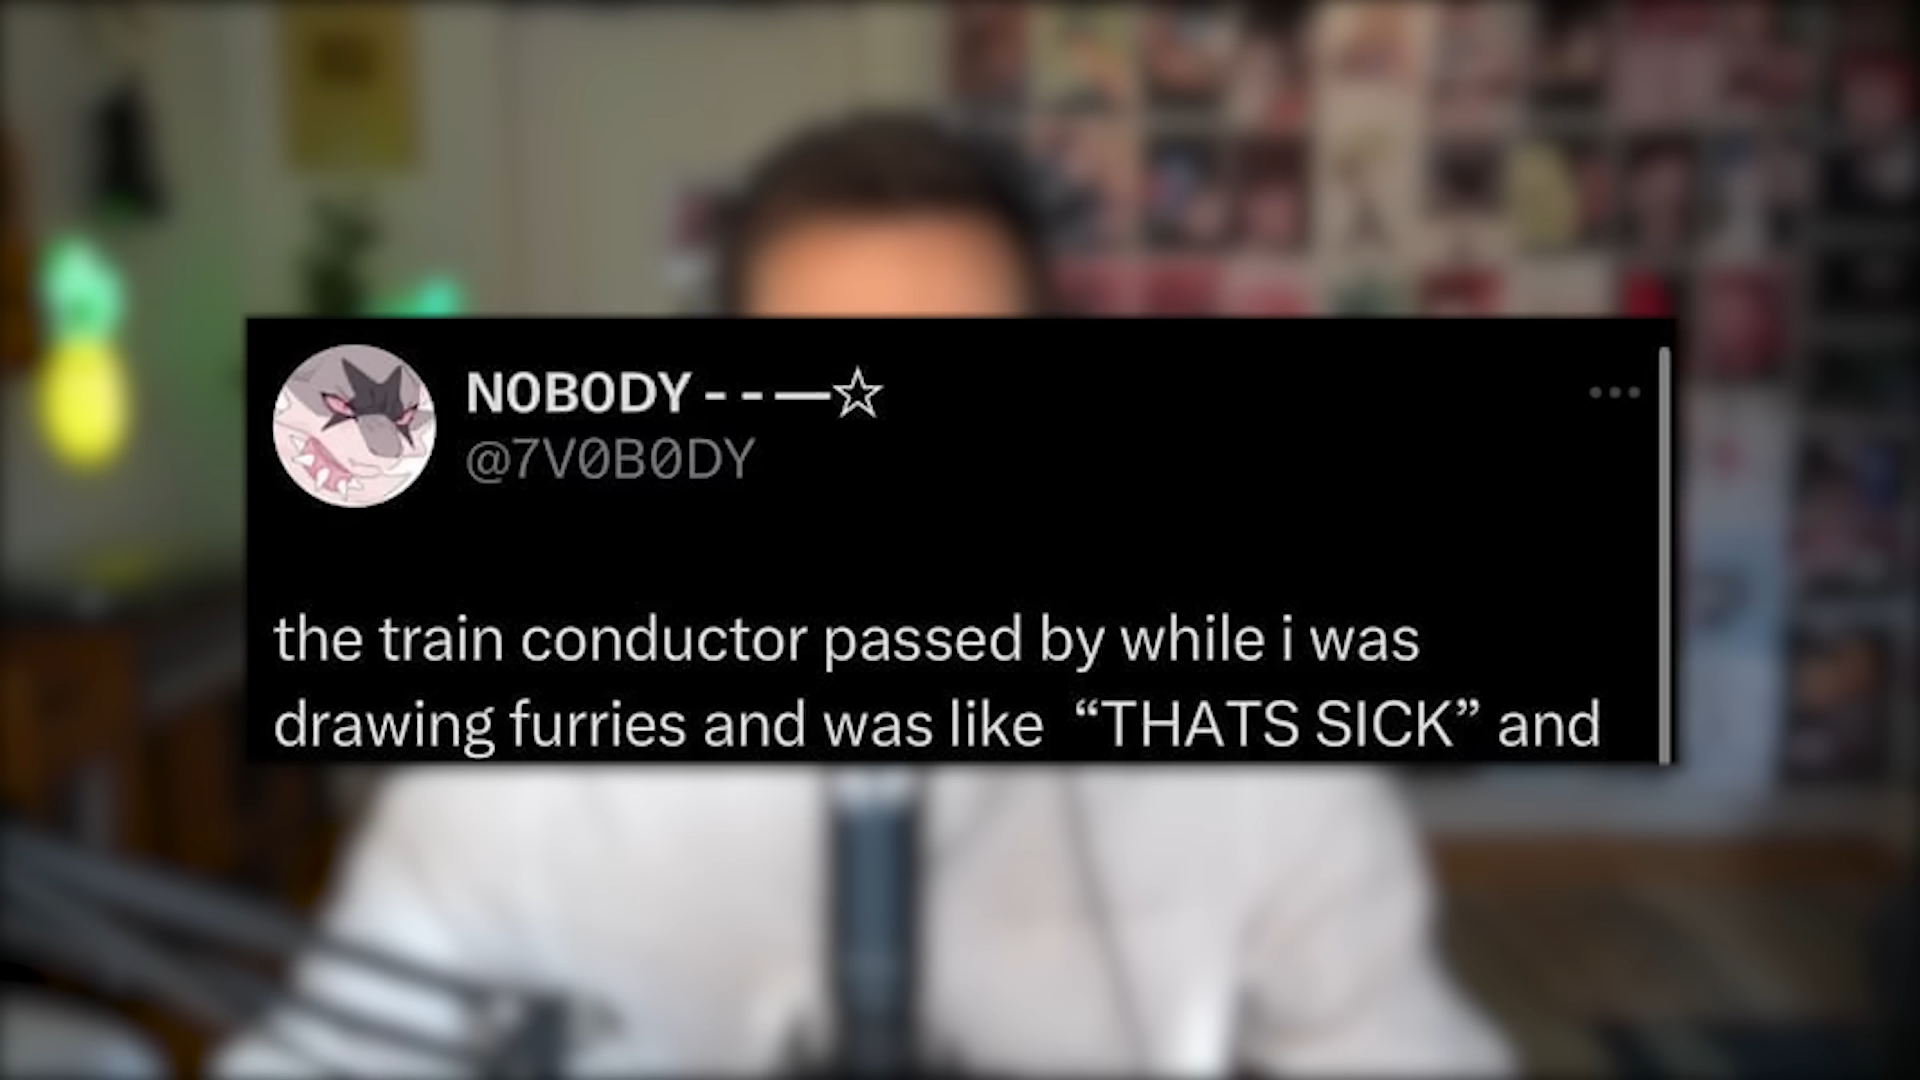 N0B0DY - - —☆
@7V0B0DY
the train conductor passed by while i was
drawing furries and was like “THATS SICK” and